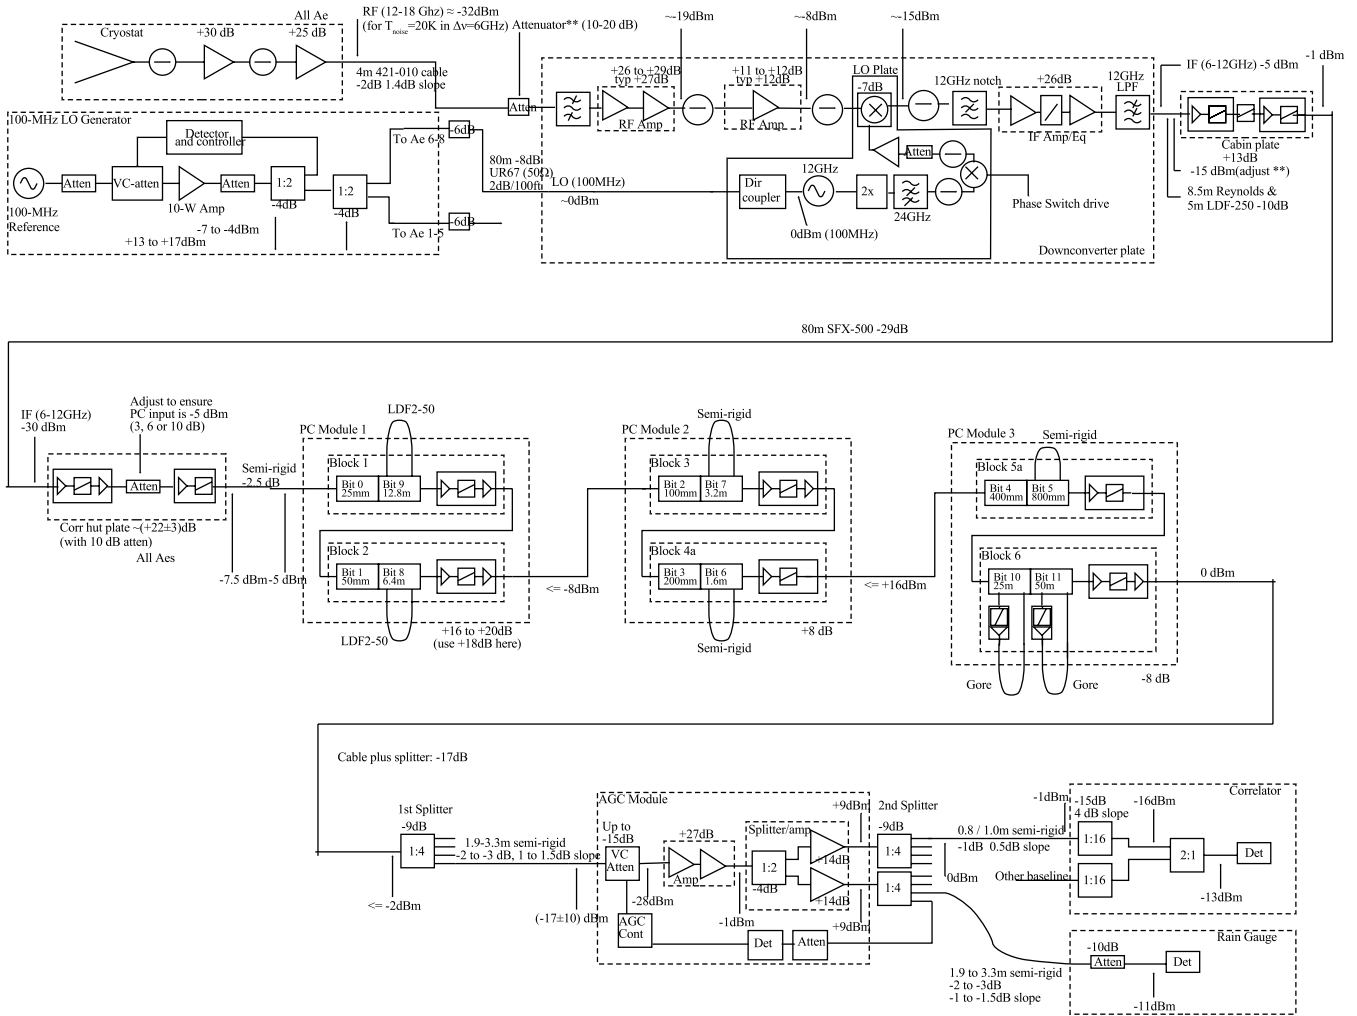 All Ae
Cryostat
+30 dB
+25 dB
RF (12-18 Ghz) ≈ -32dBm
(for Tnoise=20K in Δν=6GHz)
Attenuator** (10-20 dB)
4m 421-010 cable
-2dB 1.4dB slope
~-19dBm
~-8dBm
~-15dBm
Atten
+26 to +29dB
typ +27dB
RF Amp
+11 to +12dB
typ +12dB
RF Amp
LO Plate
-7dB
12GHz notch
+26dB
IF Amp/Eq
12GHz
LPF
IF (6-12GHz) -5 dBm
-1 dBm
Cabin plate
+13dB
-15 dBm(adjust **)
8.5m Reynolds &
5m LDF-250 -10dB
100-MHz LO Generator
Detector
and controller
Atten
VC-atten
Atten
1:2
-4dB
1:2
-4dB
10-W Amp
100-MHz
Reference
-7 to -4dBm
+13 to +17dBm
To Ae 6-8
-6dB
To Ae 1-5
-6dB
80m -8dB
UR67 (50Ω)
2dB/100ft
LO (100MHz)
~0dBm
Dir
coupler
12GHz
2x
24GHz
Atten
0dBm (100MHz)
Phase Switch drive
Downconverter plate
80m SFX-500 -29dB
IF (6-12GHz)
-30 dBm
Adjust to ensure
PC input is -5 dBm
(3, 6 or 10 dB)
Atten
Semi-rigid
-2.5 dB
Corr hut plate ~(+22±3)dB
(with 10 dB atten)
All Aes
-7.5 dBm
-5 dBm
PC Module 1
LDF2-50
Block 1
Bit 0
25mm
Bit 9
12.8m
Block 2
Bit 1
50mm
Bit 8
6.4m
LDF2-50
+16 to +20dB
(use +18dB here)
<= -8dBm
PC Module 2
Semi-rigid
Block 3
Bit 2
100mm
Bit 7
3.2m
Block 4a
Bit 3
200mm
Bit 6
1.6m
Semi-rigid
+8 dB
<= +16dBm
PC Module 3
Semi-rigid
Block 5a
Bit 4
400mm
Bit 5
800mm
Block 6
Bit 10
25m
Bit 11
50m
Gore
Gore
-8 dB
0 dBm
Cable plus splitter: -17dB
1st Splitter
-9dB
1:4
<= -2dBm
1.9-3.3m semi-rigid
-2 to -3 dB, 1 to 1.5dB slope
(-17±10) dBm
AGC Module
Up to
-15dB
VC
Atten
-28dBm
+27dB
Amp
-1dBm
Splitter/amp
1:2
-4dB
+14dB
+14dB
+9dBm
+9dBm
AGC
Cont
Det
Atten
2nd Splitter
-9dB
1:4
1:4
0dBm
0.8 / 1.0m semi-rigid
-1dB 0.5dB slope
-1dBm
Other baseline
Correlator
-15dB
4 dB slope
1:16
1:16
-16dBm
2:1
Det
-13dBm
1.9 to 3.3m semi-rigid
-2 to -3dB
-1 to -1.5dB slope
Rain Gauge
-10dB
Atten
Det
-11dBm